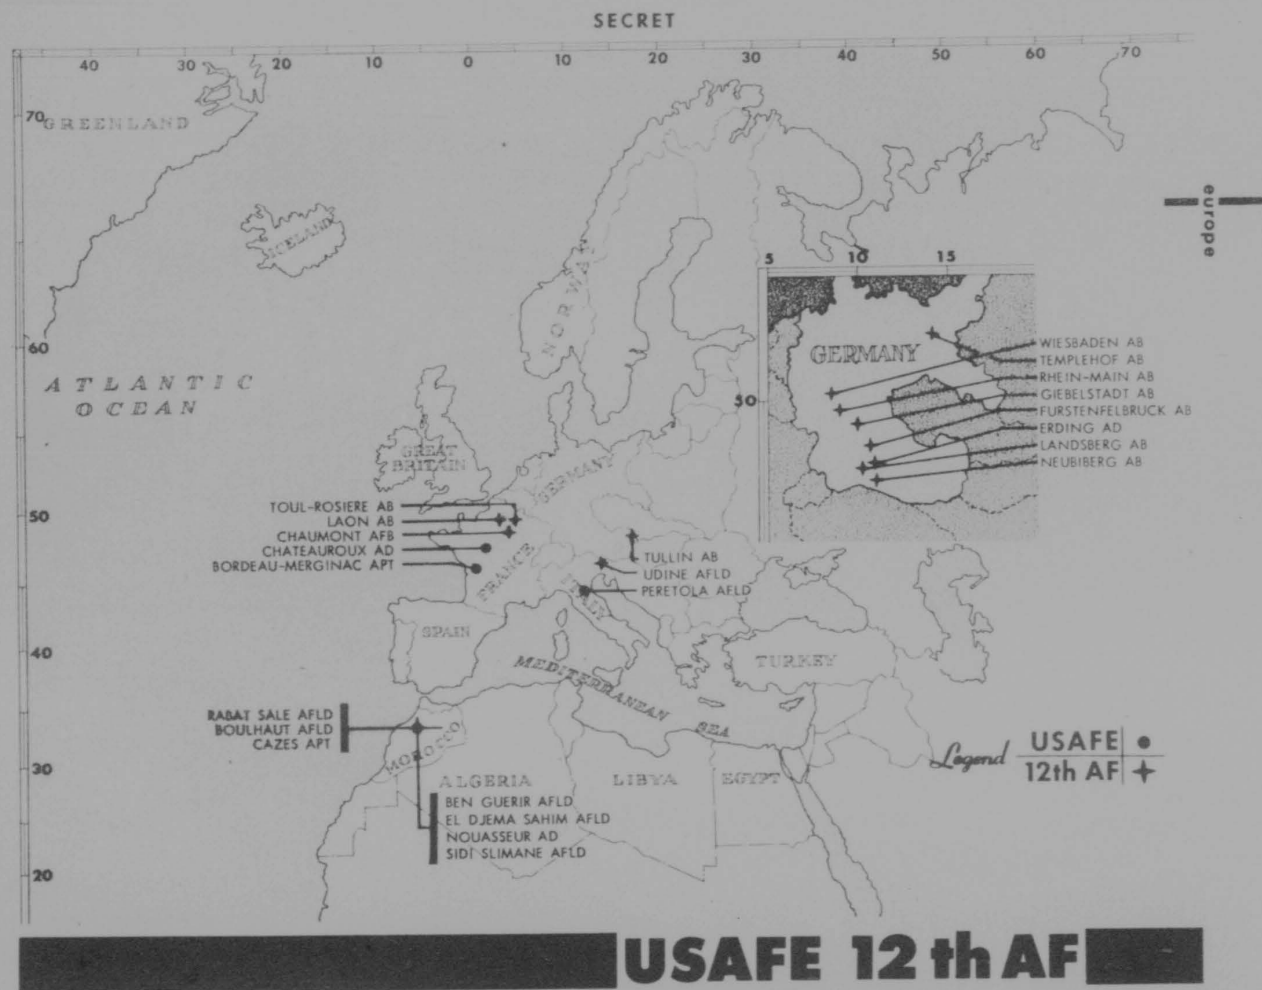 SECRET
40 30 20 10 0 10 20 30 40 50 60 70
70
GREENLAND
europe
ICELAND
NORWAY
5 10 15
60
GERMANY
WIESBADEN AB
TEMPLEHOF AB
RHEIN-MAIN AB
GIEBELSTADT AB
FURSTENFELBRUCK AB
ERDING AD
LANDSBERG AB
NEUBIBERG AB
50
ATLANTIC
OCEAN
GREAT
BRITAIN
GERMANY
50
TOUL-ROSIERE AB
LAON AB
CHAUMONT AFB
CHATEAUROUX AD
BORDEAU-MERGINAC APT
FRANCE
TULLIN AB
UDINE AFLD
PERETOLA AFLD
ITALY
SPAIN
40
MEDITERRANEAN
SEA
TURKEY
RABAT SALE AFLD
BOULHAUT AFLD
CAZES APT
MOROCCO
30
ALGERIA
LIBYA
EGYPT
Legend
USAFE
12th AF
BEN GUERIR AFLD
EL DJEMA SAHIM AFLD
NOUASSEUR AD
SIDI SLIMANE AFLD
20
USAFE 12 th AF